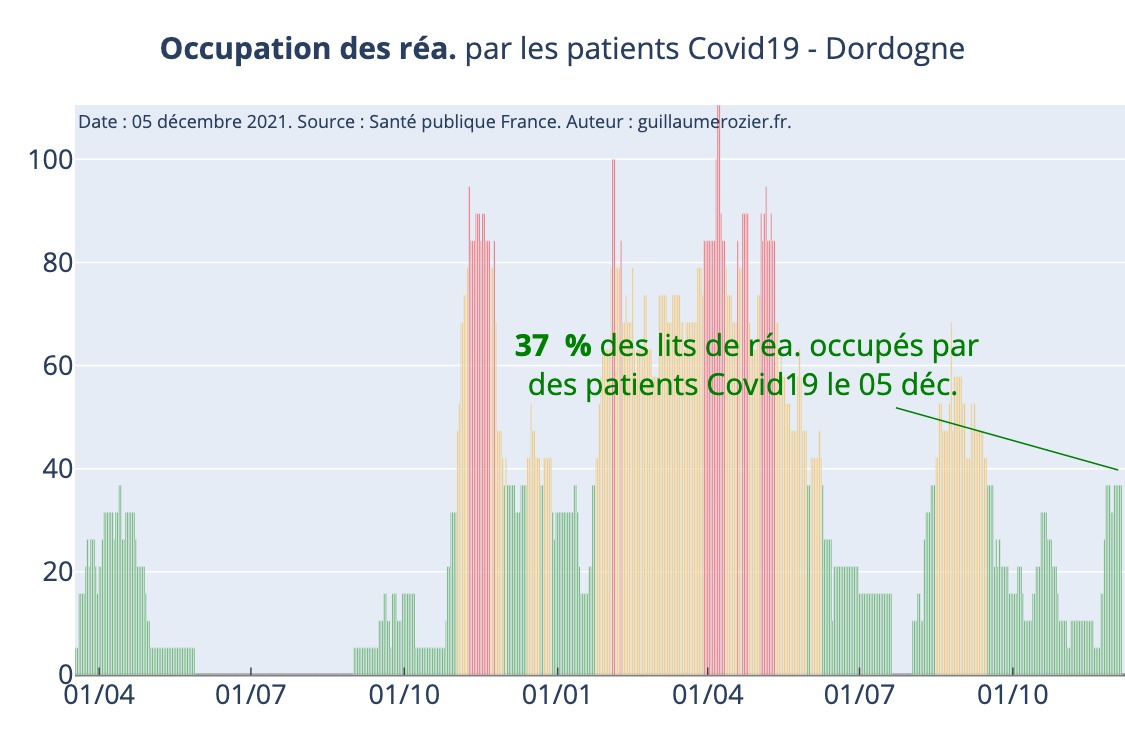 Occupation des réa. par les patients Covid19 - Dordogne
Date : 05 décembre 2021. Source : Santé publique France. Auteur : guillaumerozier.fr.
100
80
60
40
20
0
37  % des lits de réa. occupés par
des patients Covid19 le 05 déc.
01/04 01/07 01/10 01/01 01/04 01/07 01/10